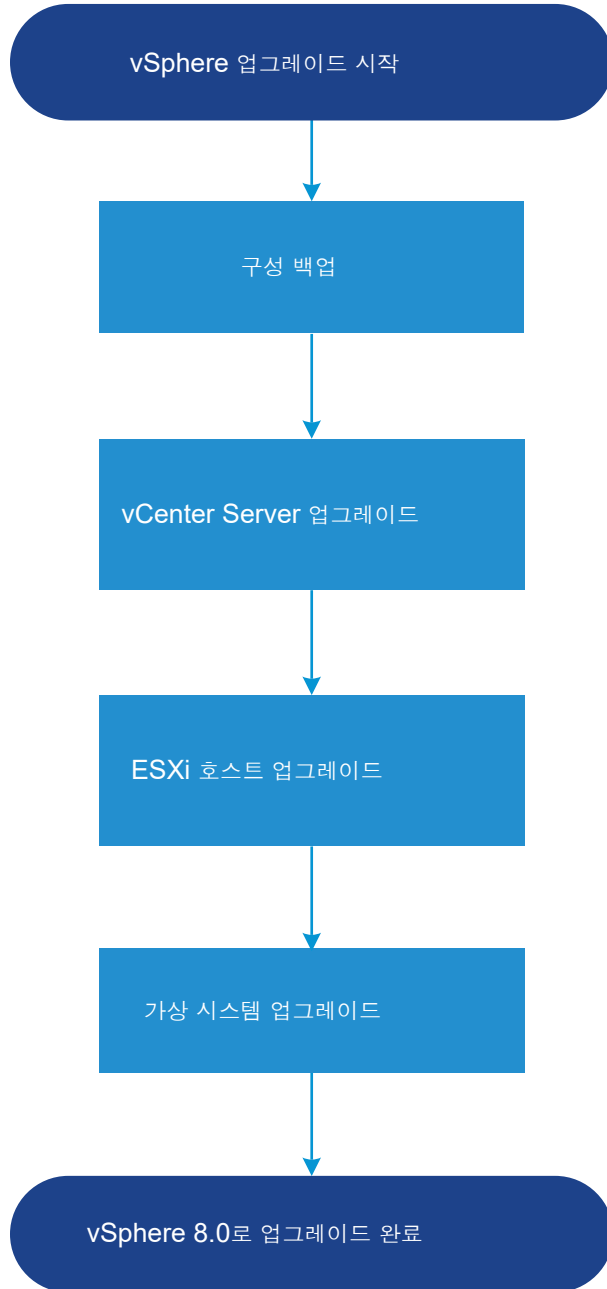 vSphere 업그레이드 시작
구성 백업
vCenter Server 업그레이드
ESXi 호스트 업그레이드
가상 시스템 업그레이드
vSphere 8.0로 업그레이드 완료